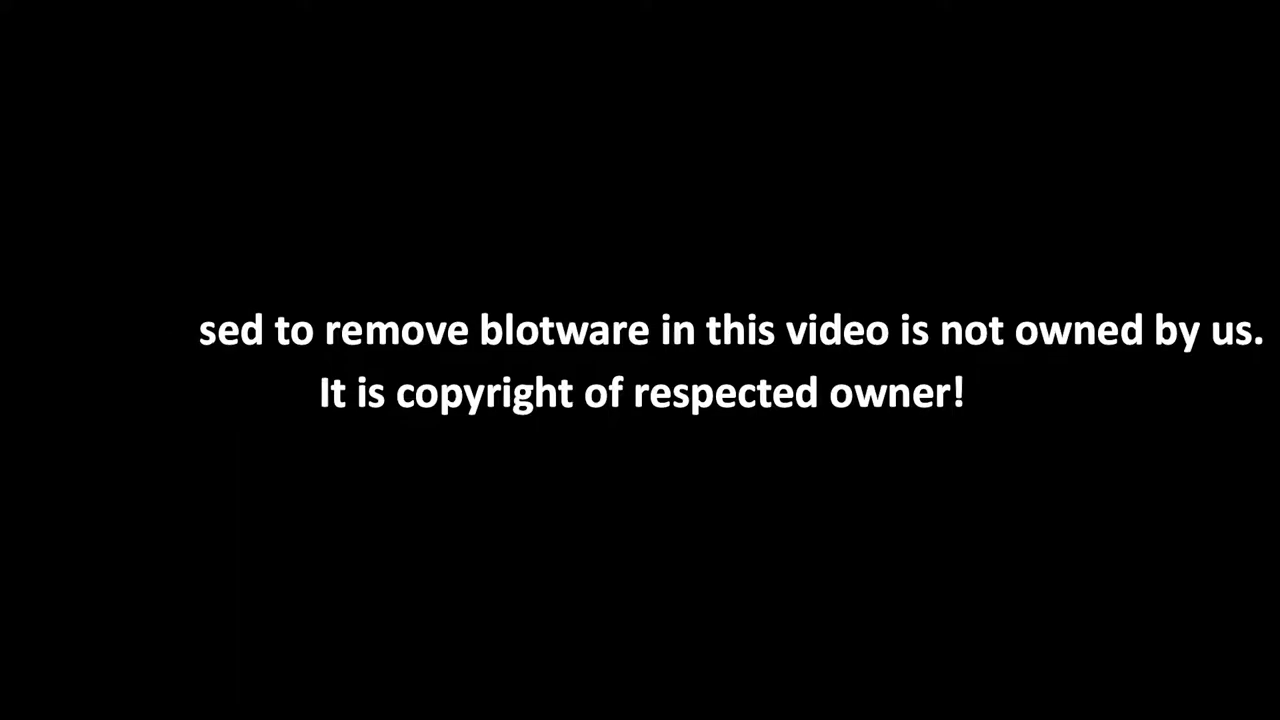 sed to remove blotware in this video is not owned by us.
It is copyright of respected owner!